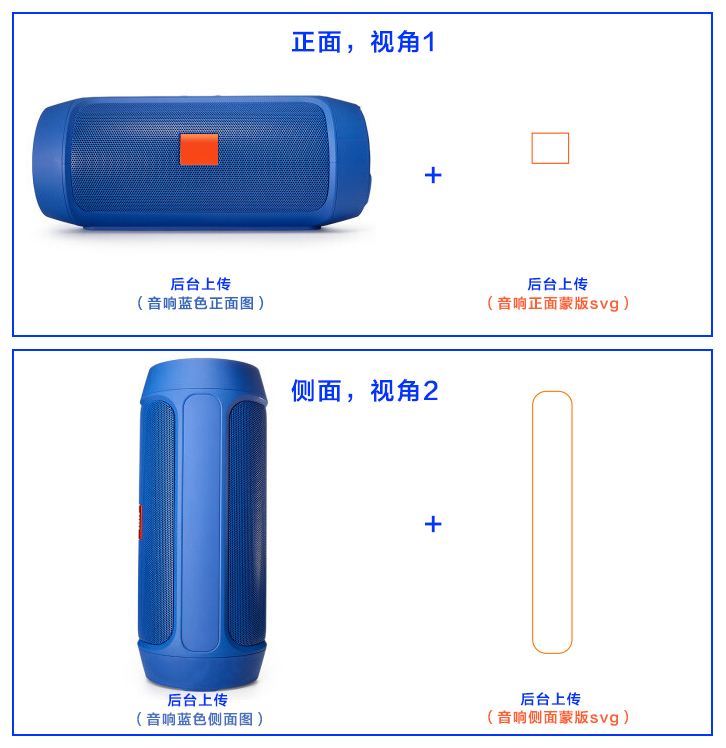 正面，视角1
+
后台上传
（音响蓝色正面图）
后台上传
（音响正面蒙版svg）
侧面，视角2
+
后台上传
（音响蓝色侧面图）
后台上传
（音响侧面蒙版svg）